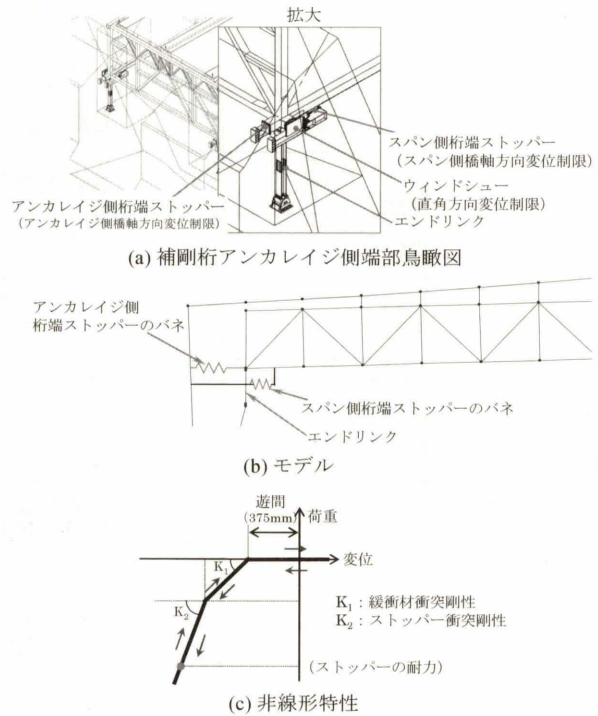 拡大
スパン側桁端ストッパー
(スパン側橋軸方向変位制限)
ウィンドシュー
(直角方向変位制限)
エンドリンク
アンカレイジ側桁端ストッパー
(アンカレイジ側橋軸方向変位制限)
(a) 補剛桁アンカレイジ側端部鳥瞰図
アンカレイジ側
桁端ストッパーのバネ
スパン側桁端ストッパーのバネ
エンドリンク
(b) モデル
遊間
(375mm)
荷重
変位
K1
K2
K1：緩衝材衝突剛性
K2：ストッパー衝突剛性
(ストッパーの耐力)
(c) 非線形特性